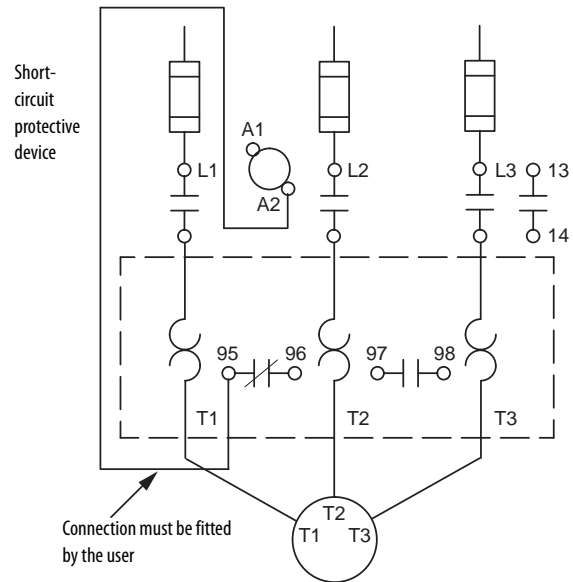 Short-
circuit
protective
device
A1
L1
A2
L2
L3
13
14
95
96
97
98
T1
T2
T3
T1
T2
T3
Connection must be fitted
by the user